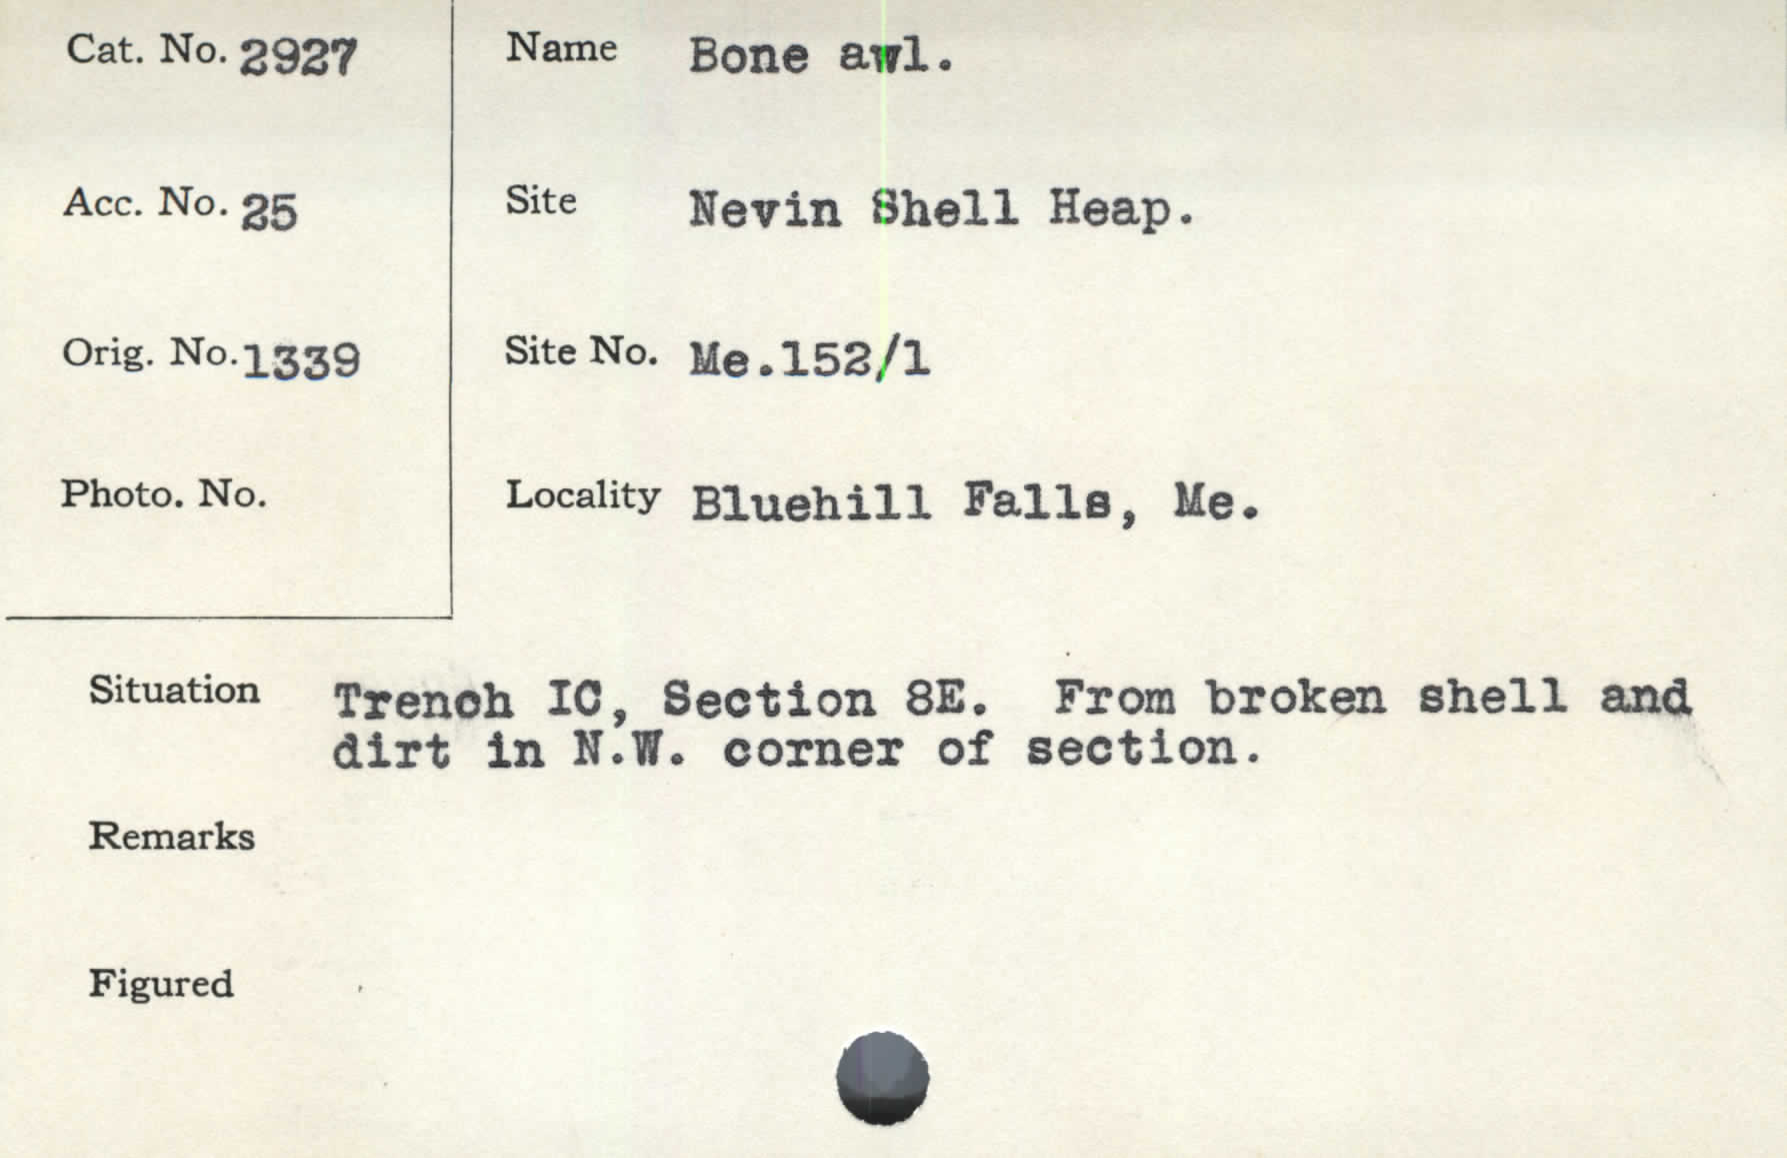 Cat. No. 2927
Name Bone awl.
Acc. No. 25
Site Nevin Shell Heap.
Orig. No. 1339
Site No. Me.152/1
Photo. No.
Locality Bluehill Falls, Me.
Situation Trench IC, Section 8E. From broken shell and
dirt in N.W. corner of section.
Remarks
Figured